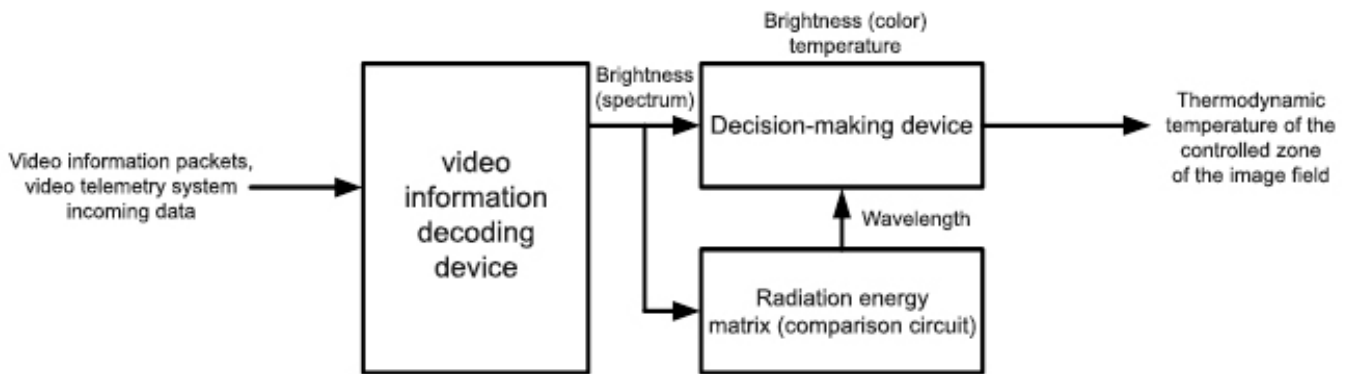 Video information packets,
video telemetry system
incoming data
video
information
decoding
device
Brightness
(spectrum)
Brightness (color)
temperature
Decision-making device
Wavelength
Radiation energy
matrix (comparison circuit)
Thermodynamic
temperature of the
controlled zone
of the image field